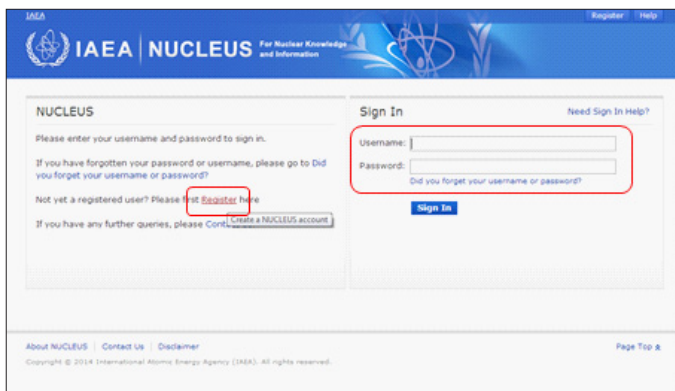 IAEA
Register Help
IAEA NUCLEUS For Nuclear Knowledge
and Information
NUCLEUS
Please enter your username and password to sign in.
If you have forgotten your password or username, please go to Did
you forget your username or password?
Not yet a registered user? Please first Register here
Create a NUCLEUS account
If you have any further queries, please
Sign In
Need Sign In Help?
Username:
Password:
Did you forget your username or password?
Sign In
About NUCLEUS | Contact Us | Disclaimer
Page Top
Copyright © 2014 International Atomic Energy Agency (IAEA). All rights reserved.